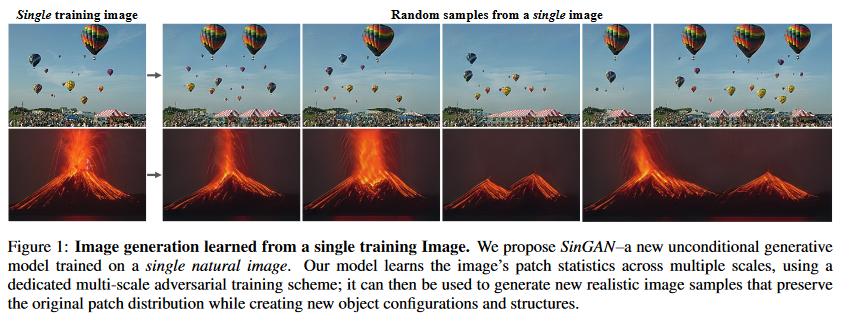 Single training image
Random samples from a single image
Figure 1: Image generation learned from a single training Image. We propose SinGAN–a new unconditional generative
model trained on a single natural image. Our model learns the image's patch statistics across multiple scales, using a
dedicated multi-scale adversarial training scheme; it can then be used to generate new realistic image samples that preserve
the original patch distribution while creating new object configurations and structures.